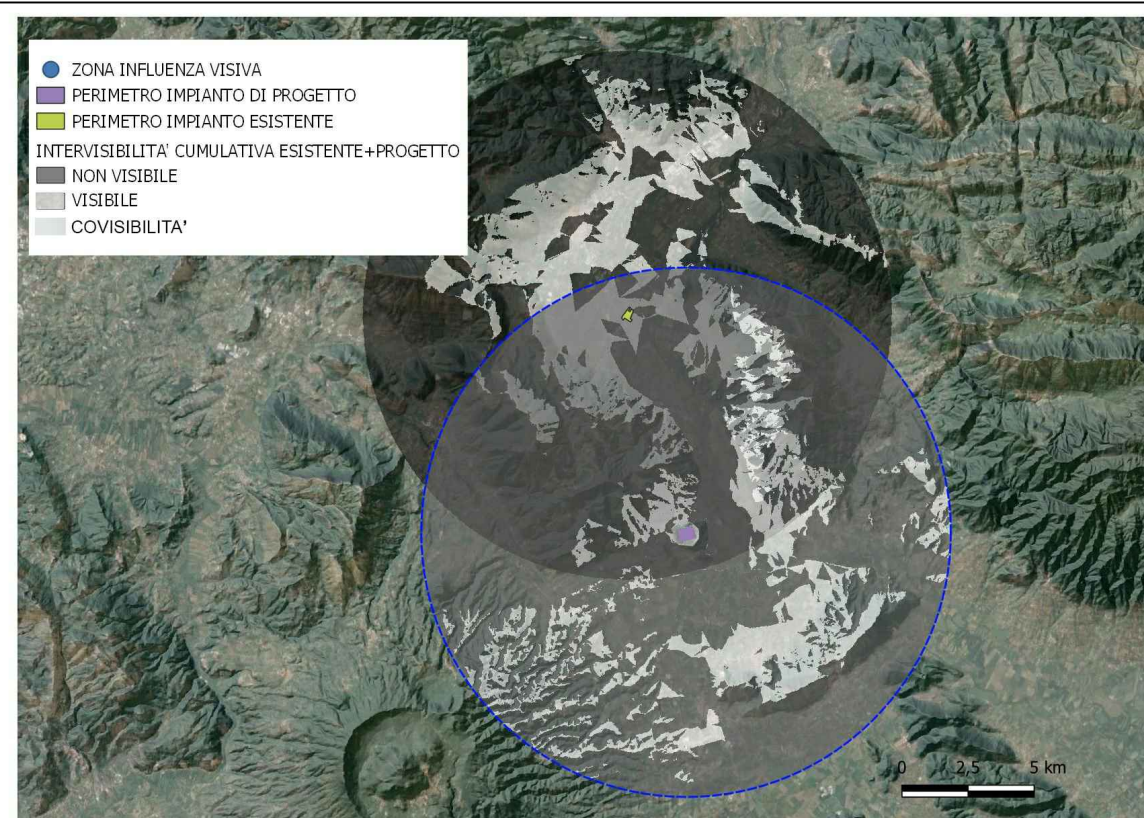 ZONA INFLUENZA VISIVA
PERIMETRO IMPIANTO DI PROGETTO
PERIMETRO IMPIANTO ESISTENTE
INTERVISIBILITA' CUMULATIVA ESISTENTE+PROGETTO
NON VISIBILE
VISIBILE
COVISIBILITA'
0 2,5 5 km